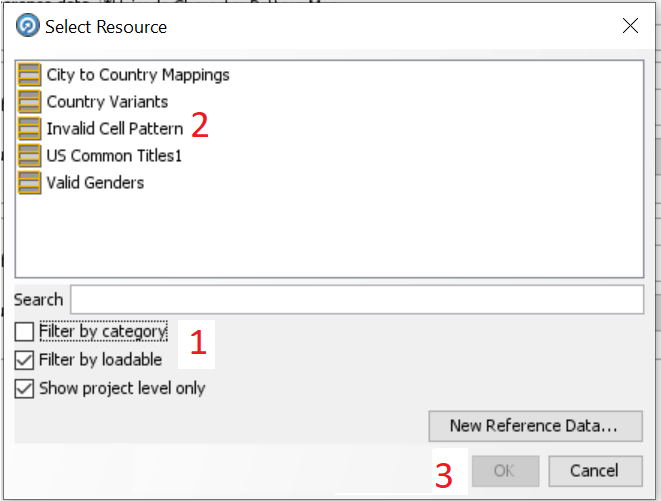 Select Resource
City to Country Mappings
Country Variants
Invalid Cell Pattern 2
US Common Titles1
Valid Genders
Search
Filter by category 1
Filter by loadable
Show project level only
New Reference Data...
3 OK Cancel